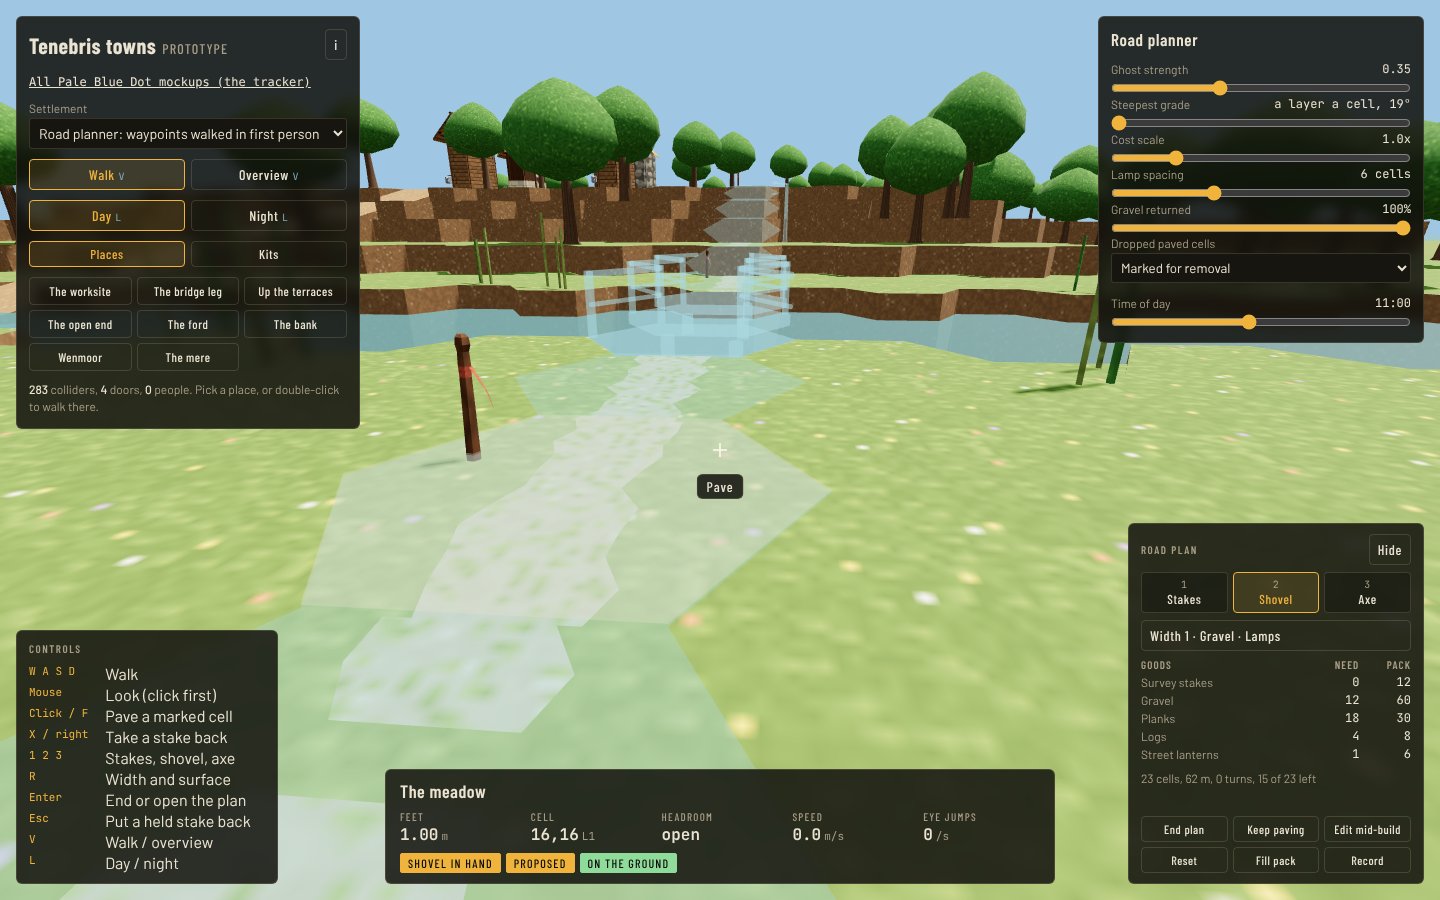 Tenebris towns PROTOTYPE
i
All Pale Blue Dot mockups (the tracker)
Settlement
Road planner: waypoints walked in first person
Walk V
Overview V
Day L
Night L
Places
Kits
The worksite
The bridge leg
Up the terraces
The open end
The ford
The bank
Wenmoor
The mere
283 colliders, 4 doors, 0 people. Pick a place, or double-click
to walk there.
Road planner
Ghost strength 0.35
Steepest grade a layer a cell, 19°
Cost scale 1.0x
Lamp spacing 6 cells
Gravel returned 100%
Dropped paved cells
Marked for removal
Time of day 11:00
Pave
CONTROLS
W A S D Walk
Mouse Look (click first)
Click / F Pave a marked cell
X / right Take a stake back
1 2 3 Stakes, shovel, axe
R Width and surface
Enter End or open the plan
Esc Put a held stake back
V Walk / overview
L Day / night
The meadow
FEET CELL HEADROOM SPEED EYE JUMPS
1.00 m 16,16 L1 open 0.0 m/s 0 /s
SHOVEL IN HAND PROPOSED ON THE GROUND
ROAD PLAN
Hide
1 2 3
Stakes Shovel Axe
Width 1 · Gravel · Lamps
GOODS NEED PACK
Survey stakes 0 12
Gravel 12 60
Planks 18 30
Logs 4 8
Street lanterns 1 6
23 cells, 62 m, 0 turns, 15 of 23 left
End plan Keep paving Edit mid-build
Reset Fill pack Record